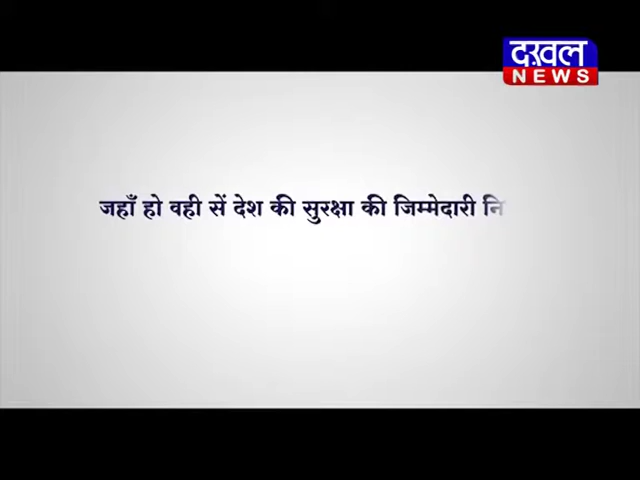 दख़ल
NEWS
जहाँ हो वही सें देश की सुरक्षा की जिम्मेदारी